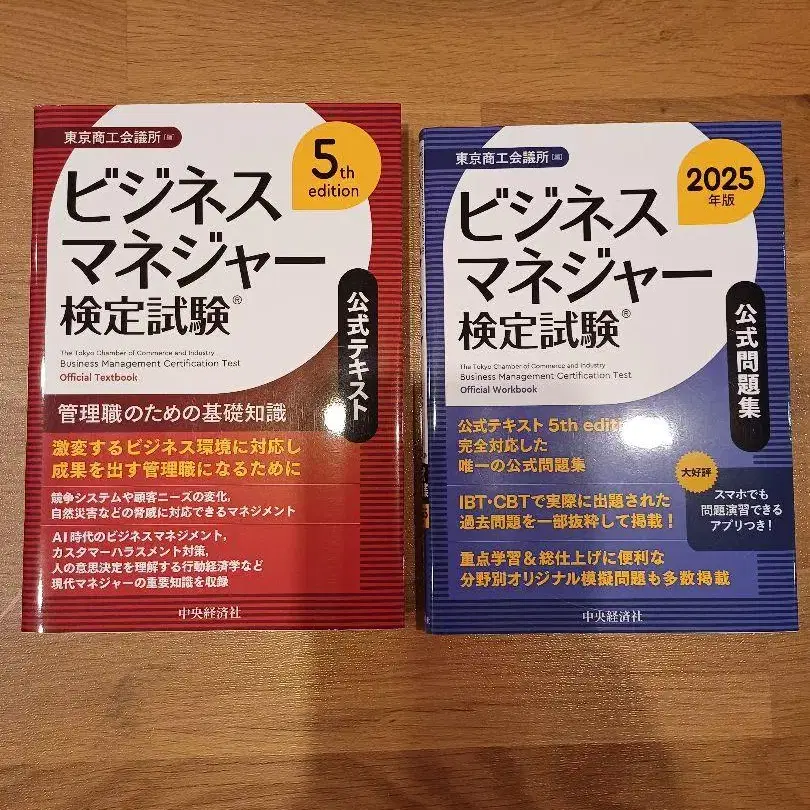 東京商工会議所 編
5th
edition
ビジネス
マネジャー
検定試験®
The Tokyo Chamber of Commerce and Industry
Business Management Certification Test
Official Textbook
公式テキスト
管理職のための基礎知識
激変するビジネス環境に対応し
成果を出す管理職になるために
競争システムや顧客ニーズの変化,
自然災害などの脅威に対応できるマネジメント
AI時代のビジネスマネジメント,
カスタマーハラスメント対策,
人の意思決定を理解する行動経済学など
現代マネジャーの重要知識を収録
中央経済社
東京商工会議所 編
2025
年版
ビジネス
マネジャー
検定試験®
The Tokyo Chamber of Commerce and Industry
Business Management Certification Test
Official Workbook
公式問題集
公式テキスト 5th editi
完全対応した
唯一の公式問題集
大好評
スマホでも
問題演習できる
アプリつき!
IBT・CBTで実際に出題された
過去問題を一部抜粋して掲載!
重点学習&総仕上げに便利な
分野別オリジナル模擬問題も多数掲載
中央経済社